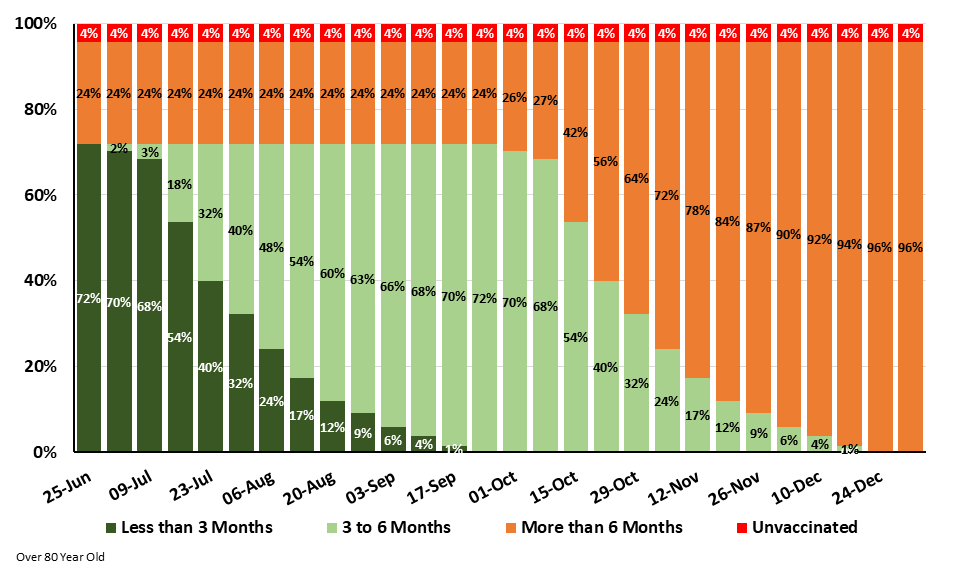 100%
80%
60%
40%
20%
0%
4% 4% 4% 4% 4% 4% 4% 4% 4% 4% 4% 4% 4% 4% 4% 4% 4% 4% 4% 4% 4% 4% 4% 4% 4% 4% 4% 4%
24% 24% 24% 24% 24% 24% 24% 24% 24% 24% 24% 24% 24% 24% 26% 27% 42% 56% 64% 72% 78% 84% 87% 90% 92% 94% 96% 96%
2% 3% 18% 32% 40% 48% 54% 60% 63% 66% 68% 70% 72% 70% 68% 54% 40% 32% 24% 17% 12% 9% 6% 4% 1%
72% 70% 68% 54% 40% 32% 24% 17% 12% 9% 6% 4% 1%
25-Jun 09-Jul 23-Jul 06-Aug 20-Aug 03-Sep 17-Sep 01-Oct 15-Oct 29-Oct 12-Nov 26-Nov 10-Dec 24-Dec
Less than 3 Months 3 to 6 Months More than 6 Months Unvaccinated
Over 80 Year Old